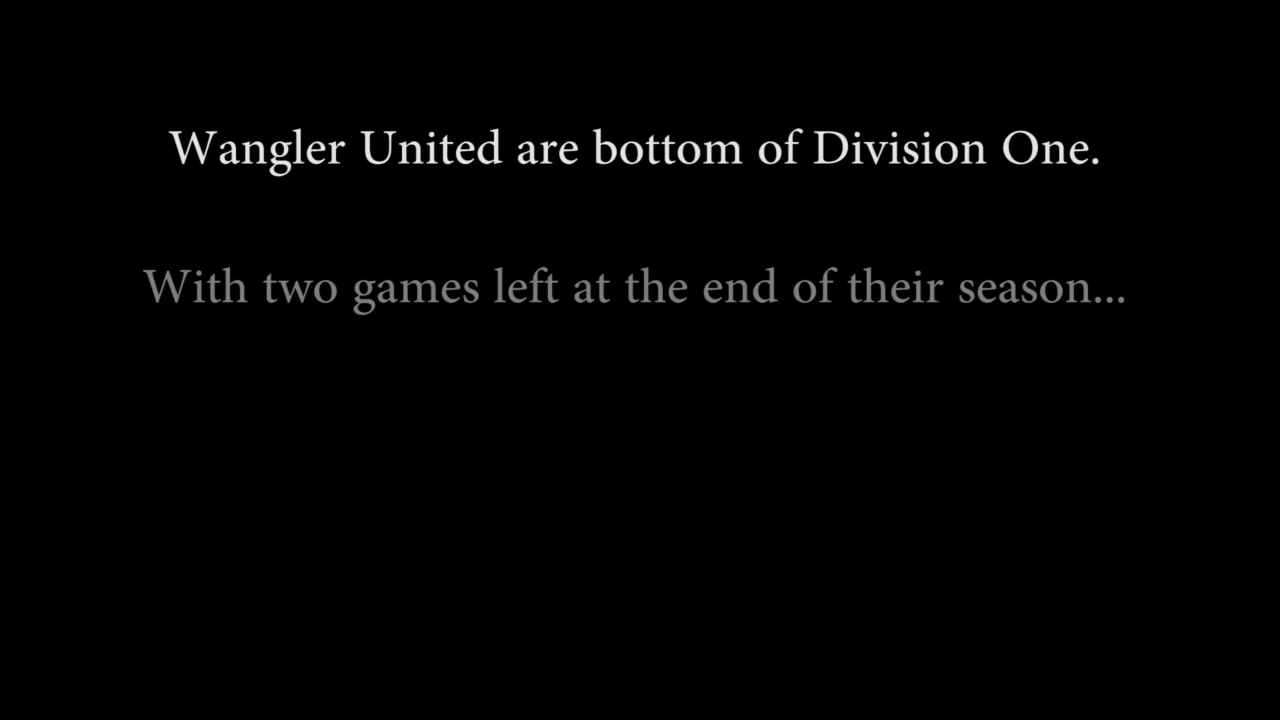 Wangler United are bottom of Division One.
With two games left at the end of their season...